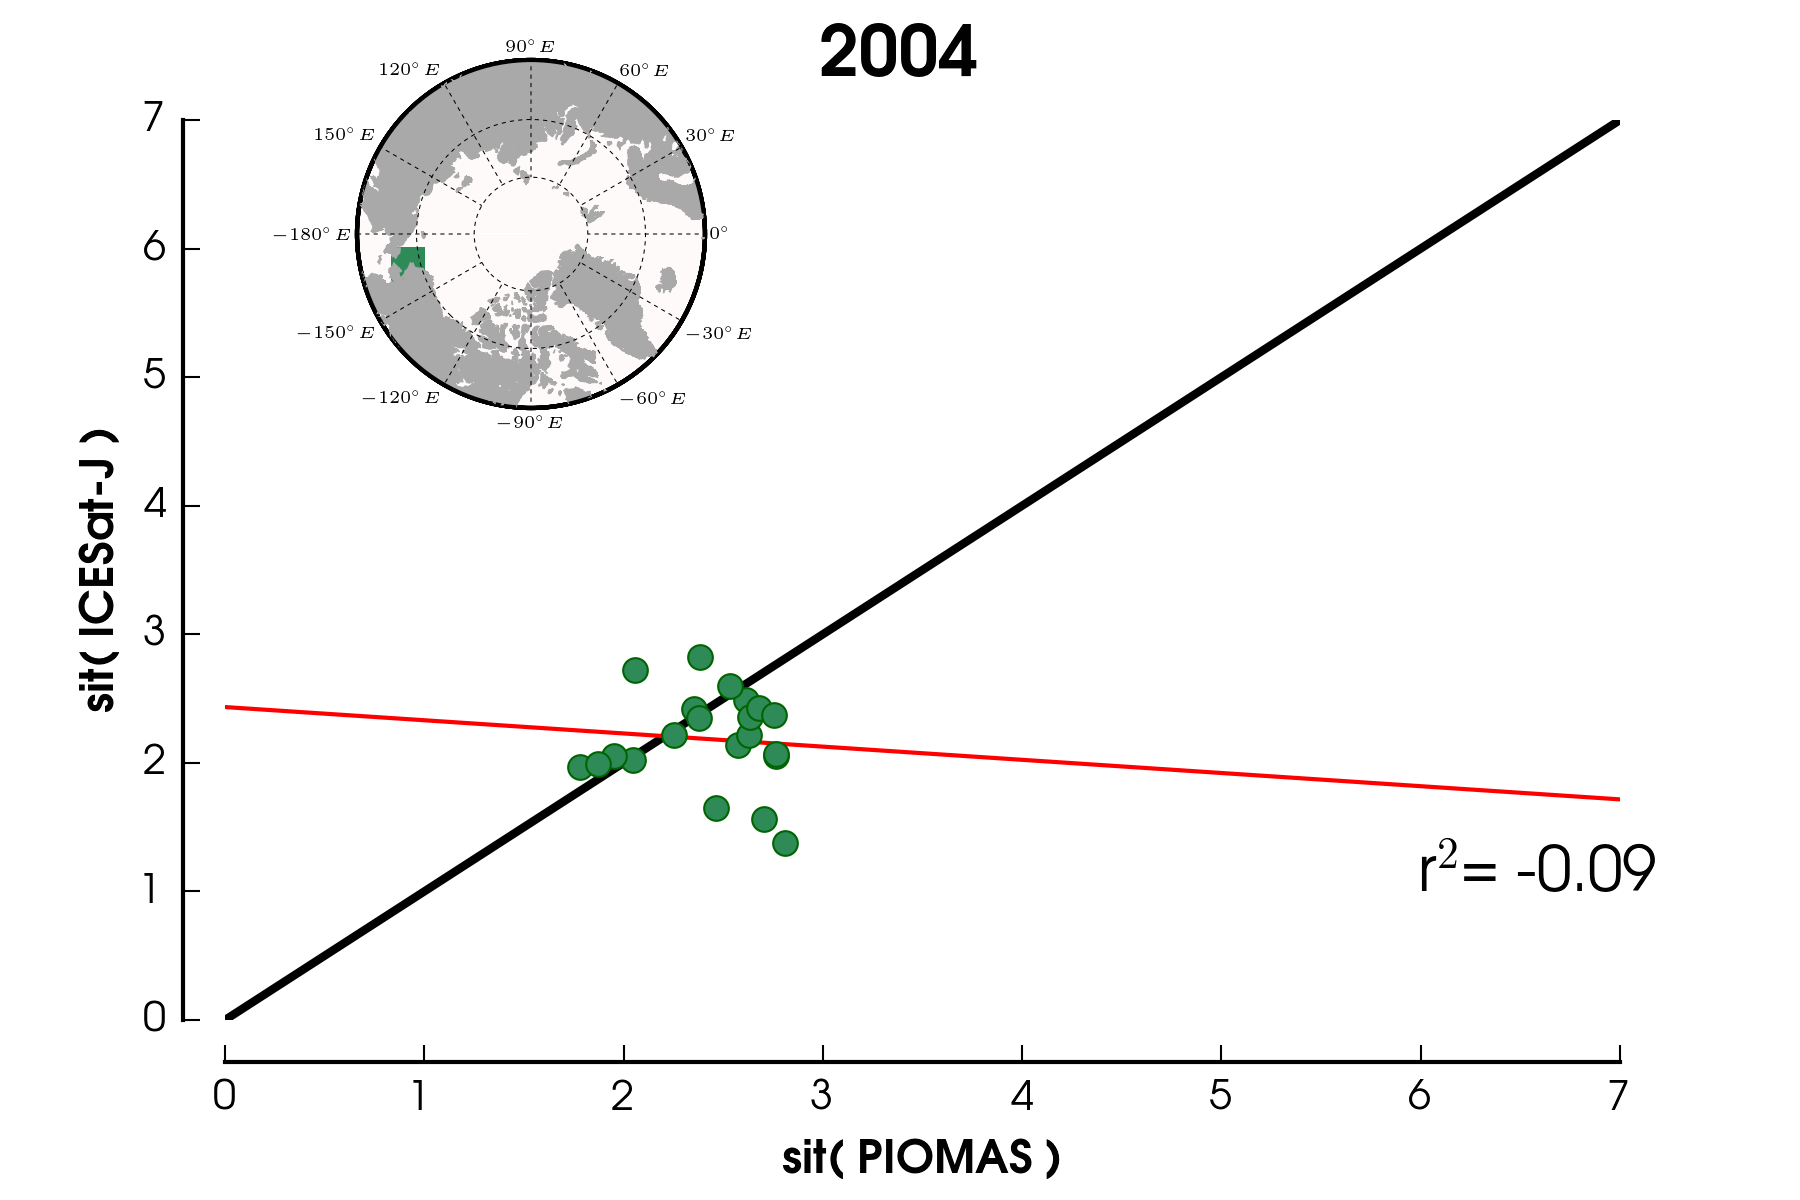 2004
90° E
120° E
60° E
150° E
30° E
−180° E
0°
−150° E
−30° E
−120° E
−60° E
−90° E
7
6
5
4
3
2
1
0
sit( ICESat-J )
r²= -0.09
0 1 2 3 4 5 6 7
sit( PIOMAS )